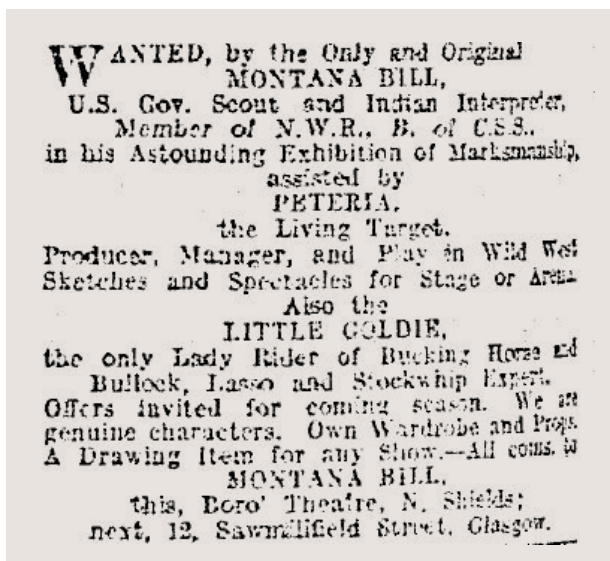 WANTED, by the Only and Original
MONTANA BILL,
U.S. Gov. Scout and Indian Interpreter,
Member of N.W.R., B. of C.S.S.,
in his Astounding Exhibition of Marksmanship,
assisted by
PETERIA,
the Living Target.
Producer, Manager, and Play in Wild West
Sketches and Spectacles for Stage or Arena.
Also the
LITTLE GOLDIE,
the only Lady Rider of Bucking Horse and
Bullock, Lasso and Stockwhip Expert.
Offers invited for coming season. We are
genuine characters. Own Wardrobe and Props.
A Drawing Item for any Show.—All coms. to
MONTANA BILL,
this, Boro' Theatre, N. Shields;
next, 12, Sawmillfield Street, Glasgow.